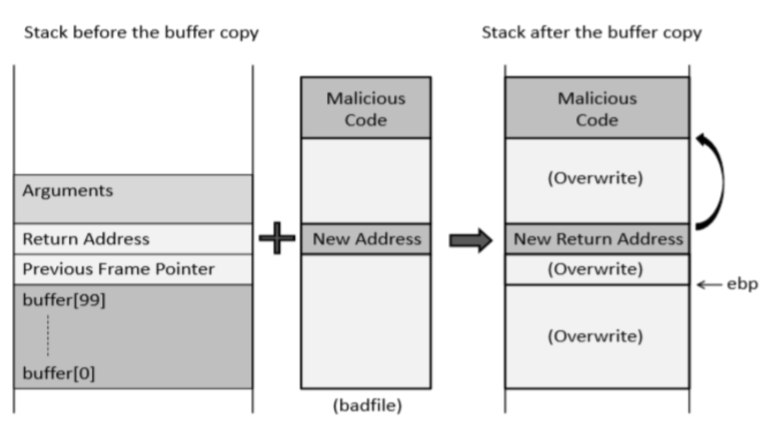 Stack before the buffer copy
Stack after the buffer copy
Arguments
Return Address
Previous Frame Pointer
buffer[99]
buffer[0]
Malicious
Code
New Address
(badfile)
Malicious
Code
(Overwrite)
New Return Address
(Overwrite)
ebp
(Overwrite)